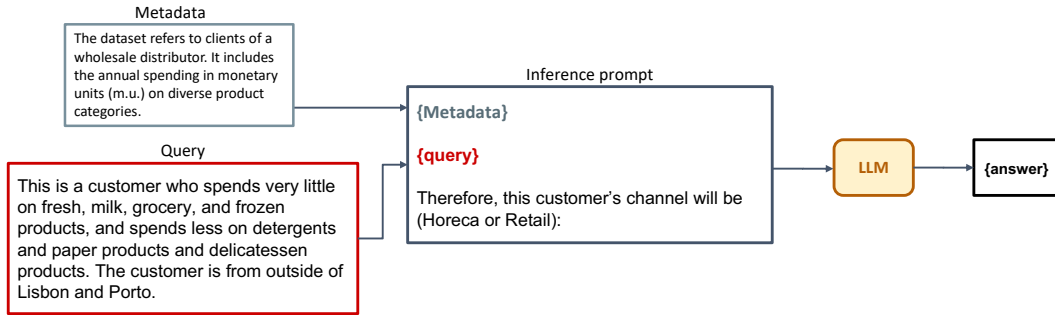 Metadata
The dataset refers to clients of a
wholesale distributor. It includes
the annual spending in monetary
units (m.u.) on diverse product
categories.
Query
This is a customer who spends very little
on fresh, milk, grocery, and frozen
products, and spends less on detergents
and paper products and delicatessen
products. The customer is from outside of
Lisbon and Porto.
Inference prompt
{Metadata}
{query}
Therefore, this customer's channel will be
(Horeca or Retail):
LLM
{answer}